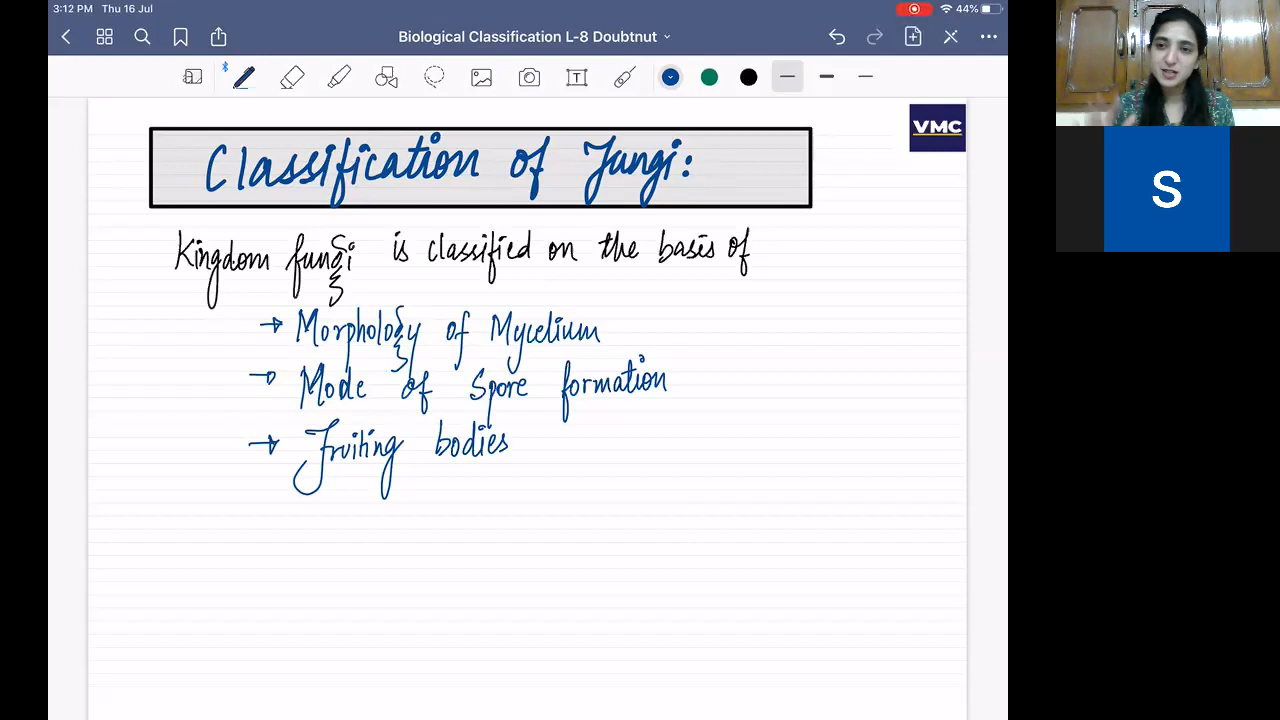 3:12 PM Thu 16 Jul
44%
Biological Classification L-8 Doubtnut
VMC
Classification of Fungi:
Kingdom fungi is classified on the basis of
→ Morphology of Mycelium
→ Mode of Spore formation
→ Fruiting bodies
S